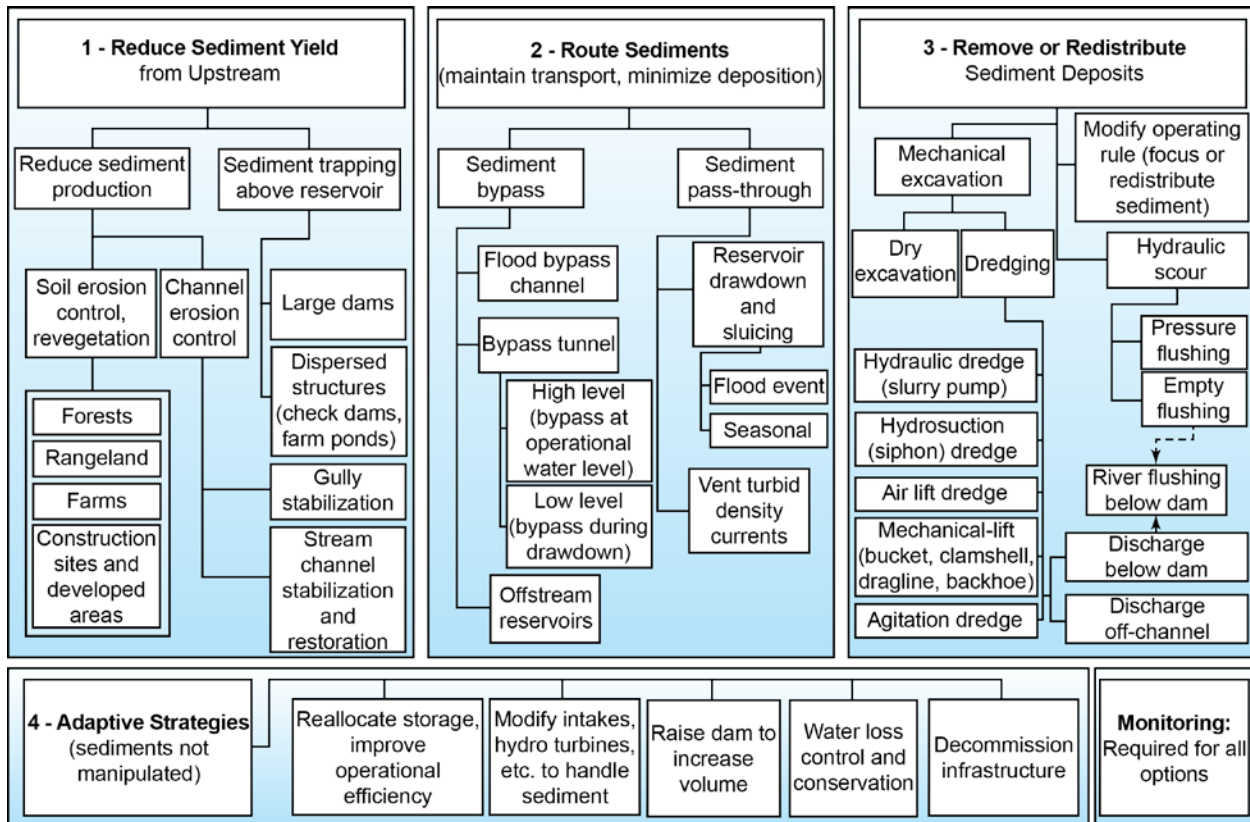 1 - Reduce Sediment Yield
from Upstream
Reduce sediment
production
Sediment trapping
above reservoir
Soil erosion
control,
revegetation
Channel
erosion
control
Large dams
Dispersed
structures
(check dams,
farm ponds)
Forests
Rangeland
Farms
Construction
sites and
developed
areas
Gully
stabilization
Stream
channel
stabilization
and
restoration
2 - Route Sediments
(maintain transport, minimize deposition)
Sediment
bypass
Sediment
pass-through
Flood bypass
channel
Bypass tunnel
High level
(bypass at
operational
water level)
Low level
(bypass during
drawdown)
Offstream
reservoirs
Reservoir
drawdown
and
sluicing
Flood event
Seasonal
Vent turbid
density
currents
3 - Remove or Redistribute
Sediment Deposits
Mechanical
excavation
Modify operating
rule (focus or
redistribute
sediment)
Dry
excavation
Dredging
Hydraulic
scour
Hydraulic dredge
(slurry pump)
Hydrosuction
(siphon) dredge
Air lift dredge
Mechanical-lift
(bucket, clamshell,
dragline, backhoe)
Agitation dredge
Pressure
flushing
Empty
flushing
River flushing
below dam
Discharge
below dam
Discharge
off-channel
4 - Adaptive Strategies
(sediments not
manipulated)
Reallocate storage,
improve
operational
efficiency
Modify intakes,
hydro turbines,
etc. to handle
sediment
Raise dam to
increase
volume
Water loss
control and
conservation
Decommission
infrastructure
Monitoring:
Required for all
options